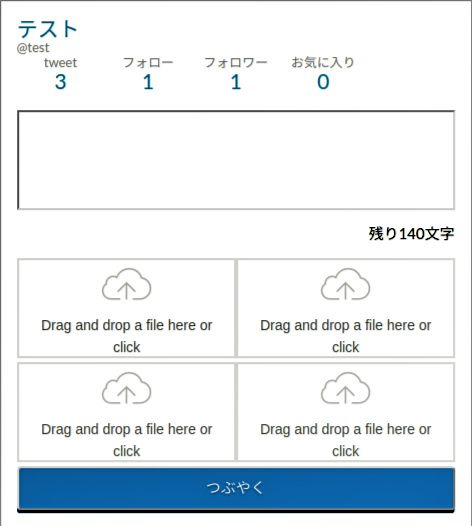 テスト
@test
tweet フォロー フォロワー お気に入り
3 1 1 0
残り140文字
Drag and drop a file here or click
Drag and drop a file here or click
Drag and drop a file here or click
Drag and drop a file here or click
つぶやく